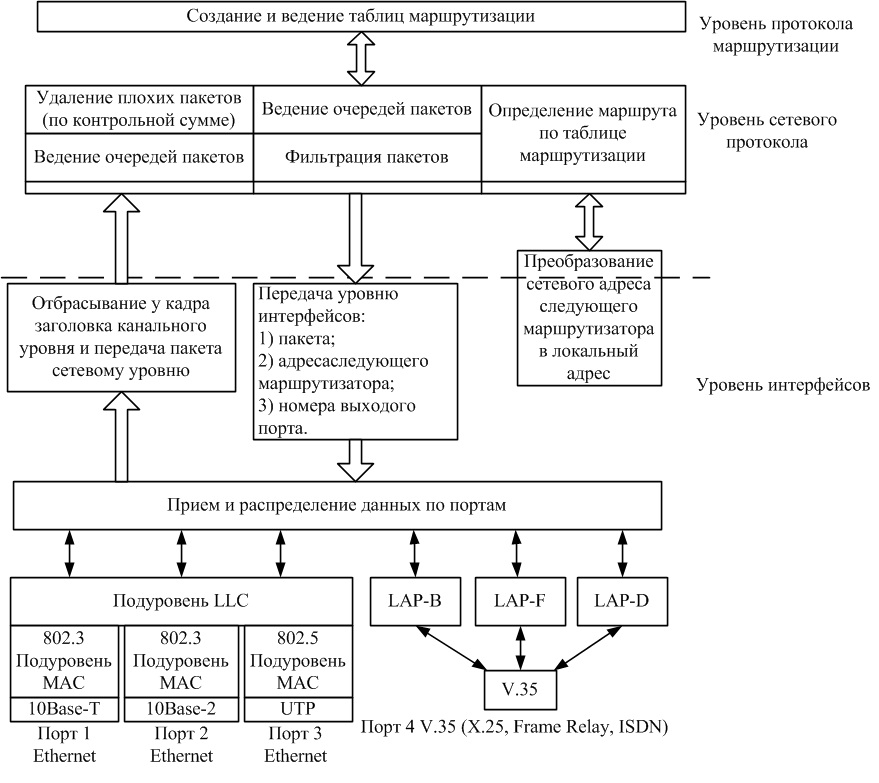 Создание и ведение таблиц маршрутизации
Уровень протокола
маршрутизации
Удаление плохих пакетов
(по контрольной сумме)
Ведение очередей пакетов
Ведение очередей пакетов
Фильтрация пакетов
Определение маршрута
по таблице
маршрутизации
Уровень сетевого
протокола
Отбрасывание у кадра
заголовка канального
уровня и передача пакета
сетевому уровню
Передача уровню
интерфейсов:
1) пакета;
2) адресаследующего
маршрутизатора;
3) номера выходого
порта.
Преобразование
сетевого адреса
следующего
маршрутизатора
в локальный
адрес
Уровень интерфейсов
Прием и распределение данных по портам
Подуровень LLC
802.3
Подуровень
MAC
10Base-T
Порт 1
Ethernet
802.3
Подуровень
MAC
10Base-2
Порт 2
Ethernet
802.5
Подуровень
MAC
UTP
Порт 3
Ethernet
LAP-B
LAP-F
LAP-D
V.35
Порт 4 V.35 (X.25, Frame Relay, ISDN)